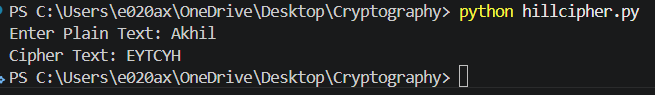 PS C:\Users\e020ax\OneDrive\Desktop\Cryptography> python hillcipher.py
Enter Plain Text: Akhil
Cipher Text: EYTCYH
PS C:\Users\e020ax\OneDrive\Desktop\Cryptography>